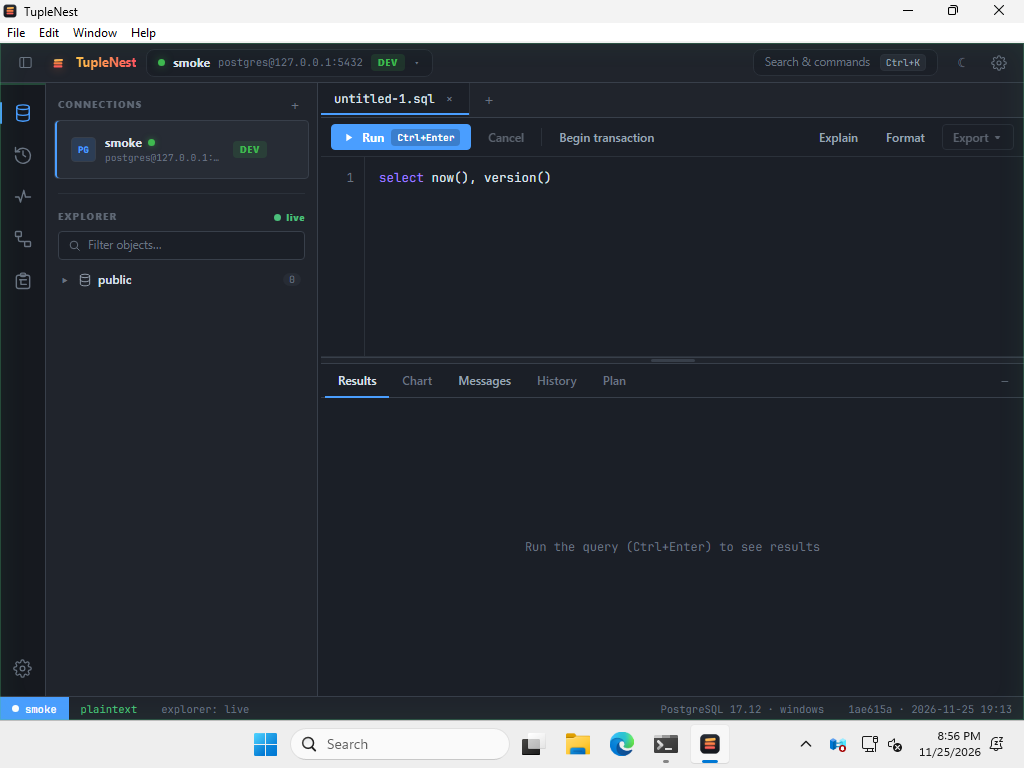 TupleNest
File Edit Window Help
TupleNest smoke postgres@127.0.0.1:5432 DEV Search & commands Ctrl+K
CONNECTIONS +
PG smoke DEV
postgres@127.0.0.1:…
EXPLORER live
Filter objects...
public 0
untitled-1.sql × +
Run Ctrl+Enter Cancel Begin transaction Explain Format Export
1 select now(), version()
Results Chart Messages History Plan
Run the query (Ctrl+Enter) to see results
smoke plaintext explorer: live PostgreSQL 17.12 · windows 1ae615a · 2026-11-25 19:13
Search
8:56 PM
11/25/2026